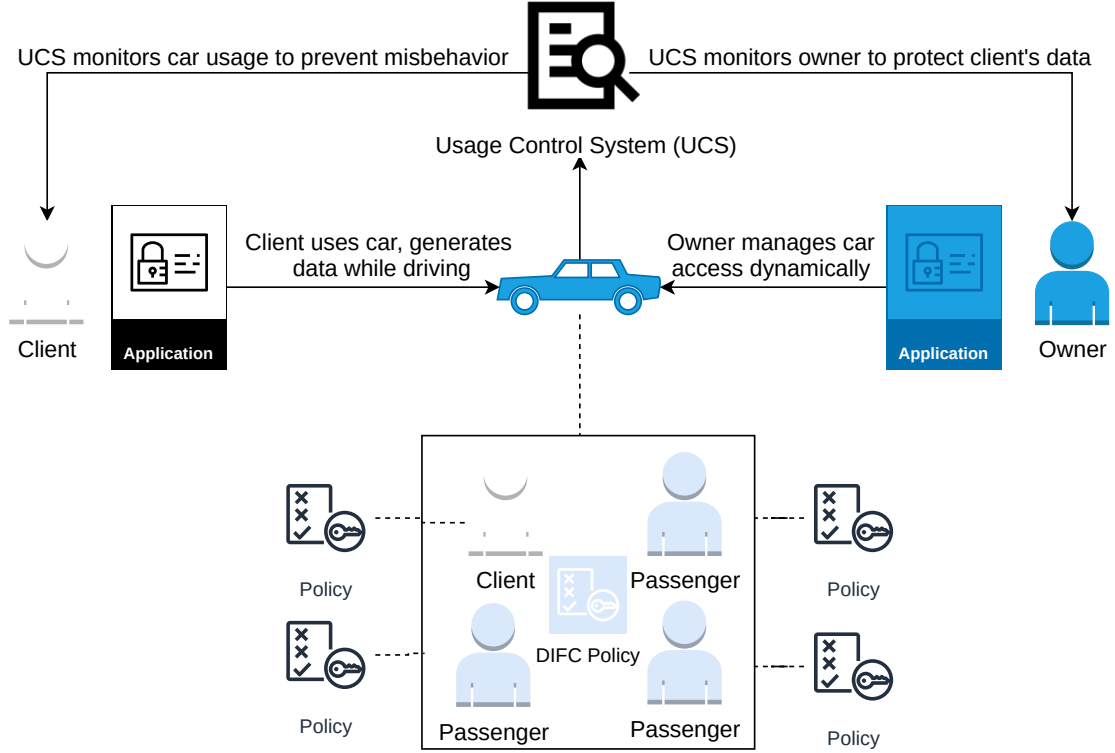 UCS monitors car usage to prevent misbehavior
UCS monitors owner to protect client's data
Usage Control System (UCS)
Client uses car, generates
data while driving
Owner manages car
access dynamically
Application
Application
Client
Owner
Client
Passenger
Policy
Policy
DIFC Policy
Passenger
Passenger
Policy
Policy